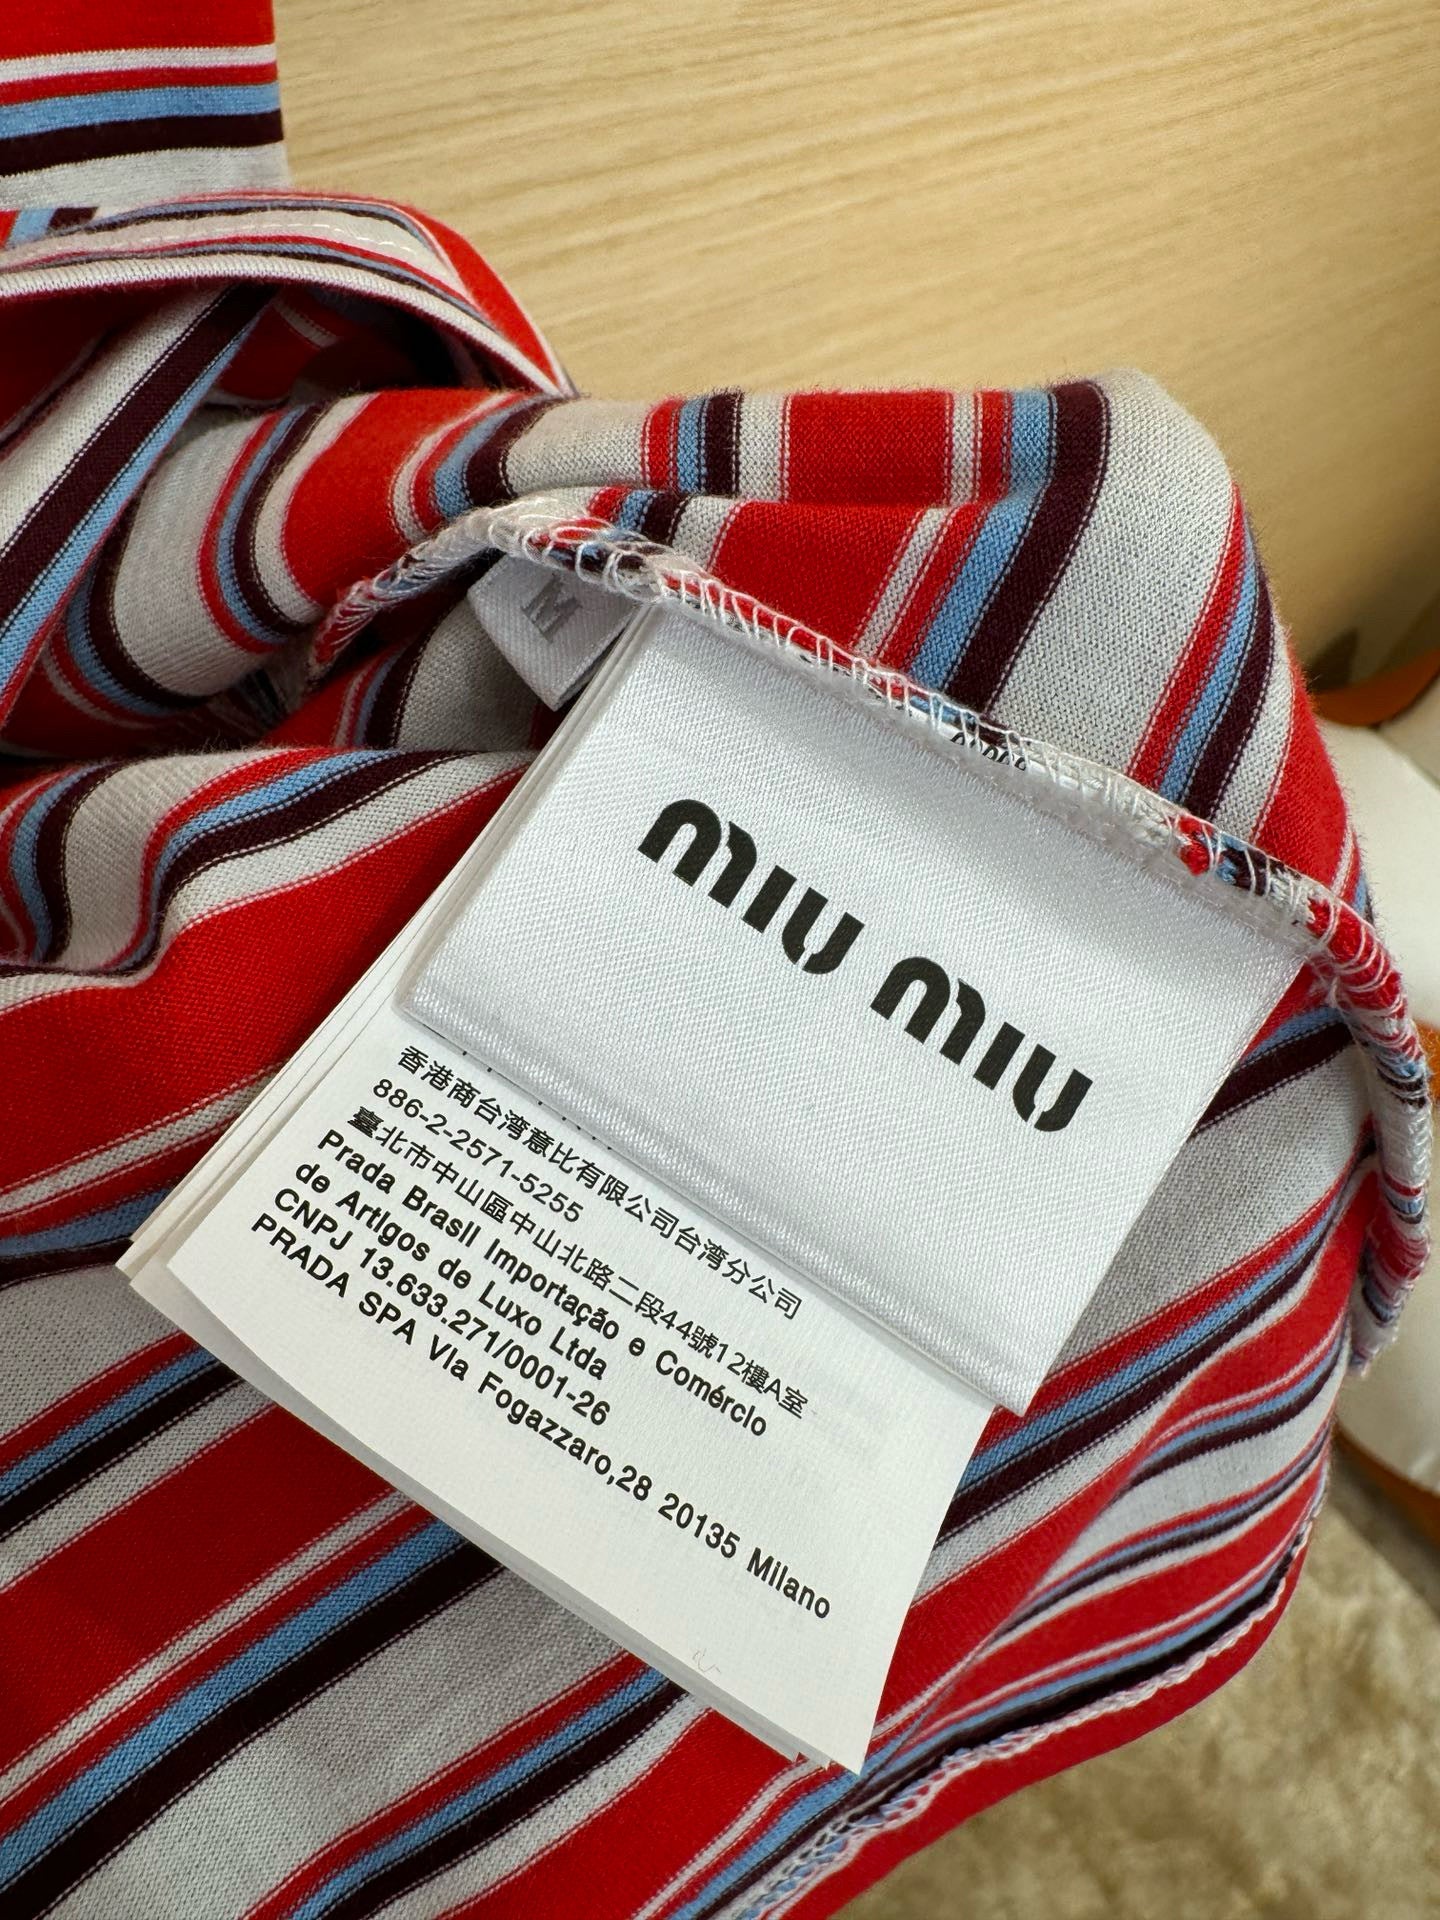 M
miu miu
香港商台湾意比有限公司台湾分公司
886-2-2571-5255
臺北市中山區中山北路二段44號12樓A室
Prada Brasil Importação e Comércio
de Artigos de Luxo Ltda
CNPJ 13.633.271/0001-26
PRADA SPA Via Fogazzaro,28 20135 Milano